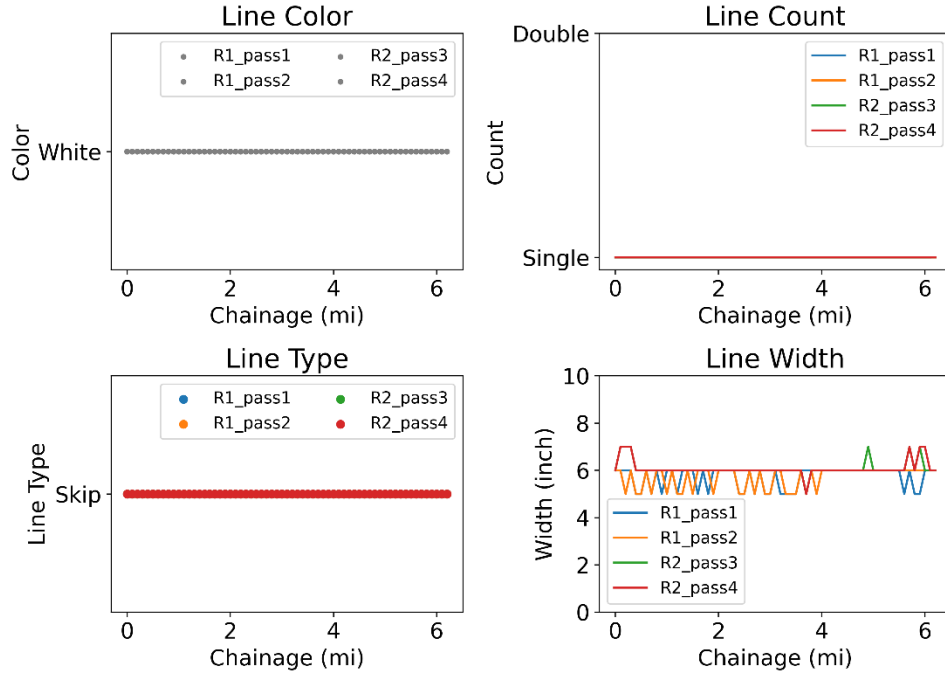 Line Color
R1_pass1 R2_pass3
R1_pass2 R2_pass4
Color
White
0 2 4 6
Chainage (mi)
Line Count
Double
R1_pass1
R1_pass2
R2_pass3
R2_pass4
Count
Single
0 2 4 6
Chainage (mi)
Line Type
R1_pass1 R2_pass3
R1_pass2 R2_pass4
Line Type
Skip
0 2 4 6
Chainage (mi)
Line Width
10
8
6
4
2
0
Width (inch)
R1_pass1
R1_pass2
R2_pass3
R2_pass4
0 2 4 6
Chainage (mi)